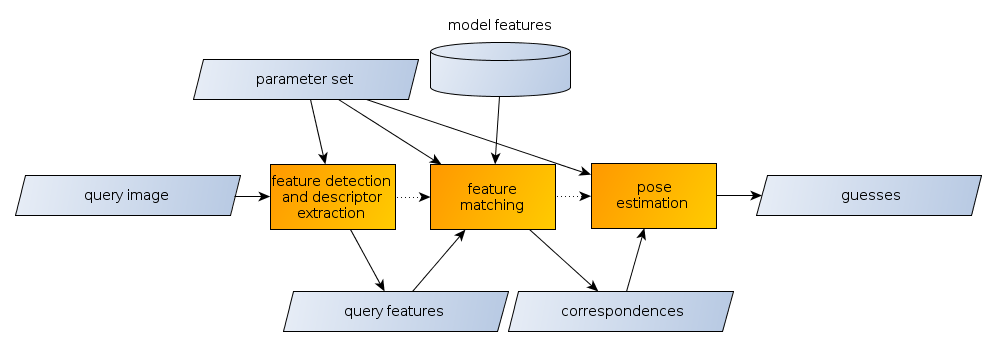 model features
parameter set
query image
feature detection
and descriptor
extraction
feature
matching
pose
estimation
guesses
query features
correspondences